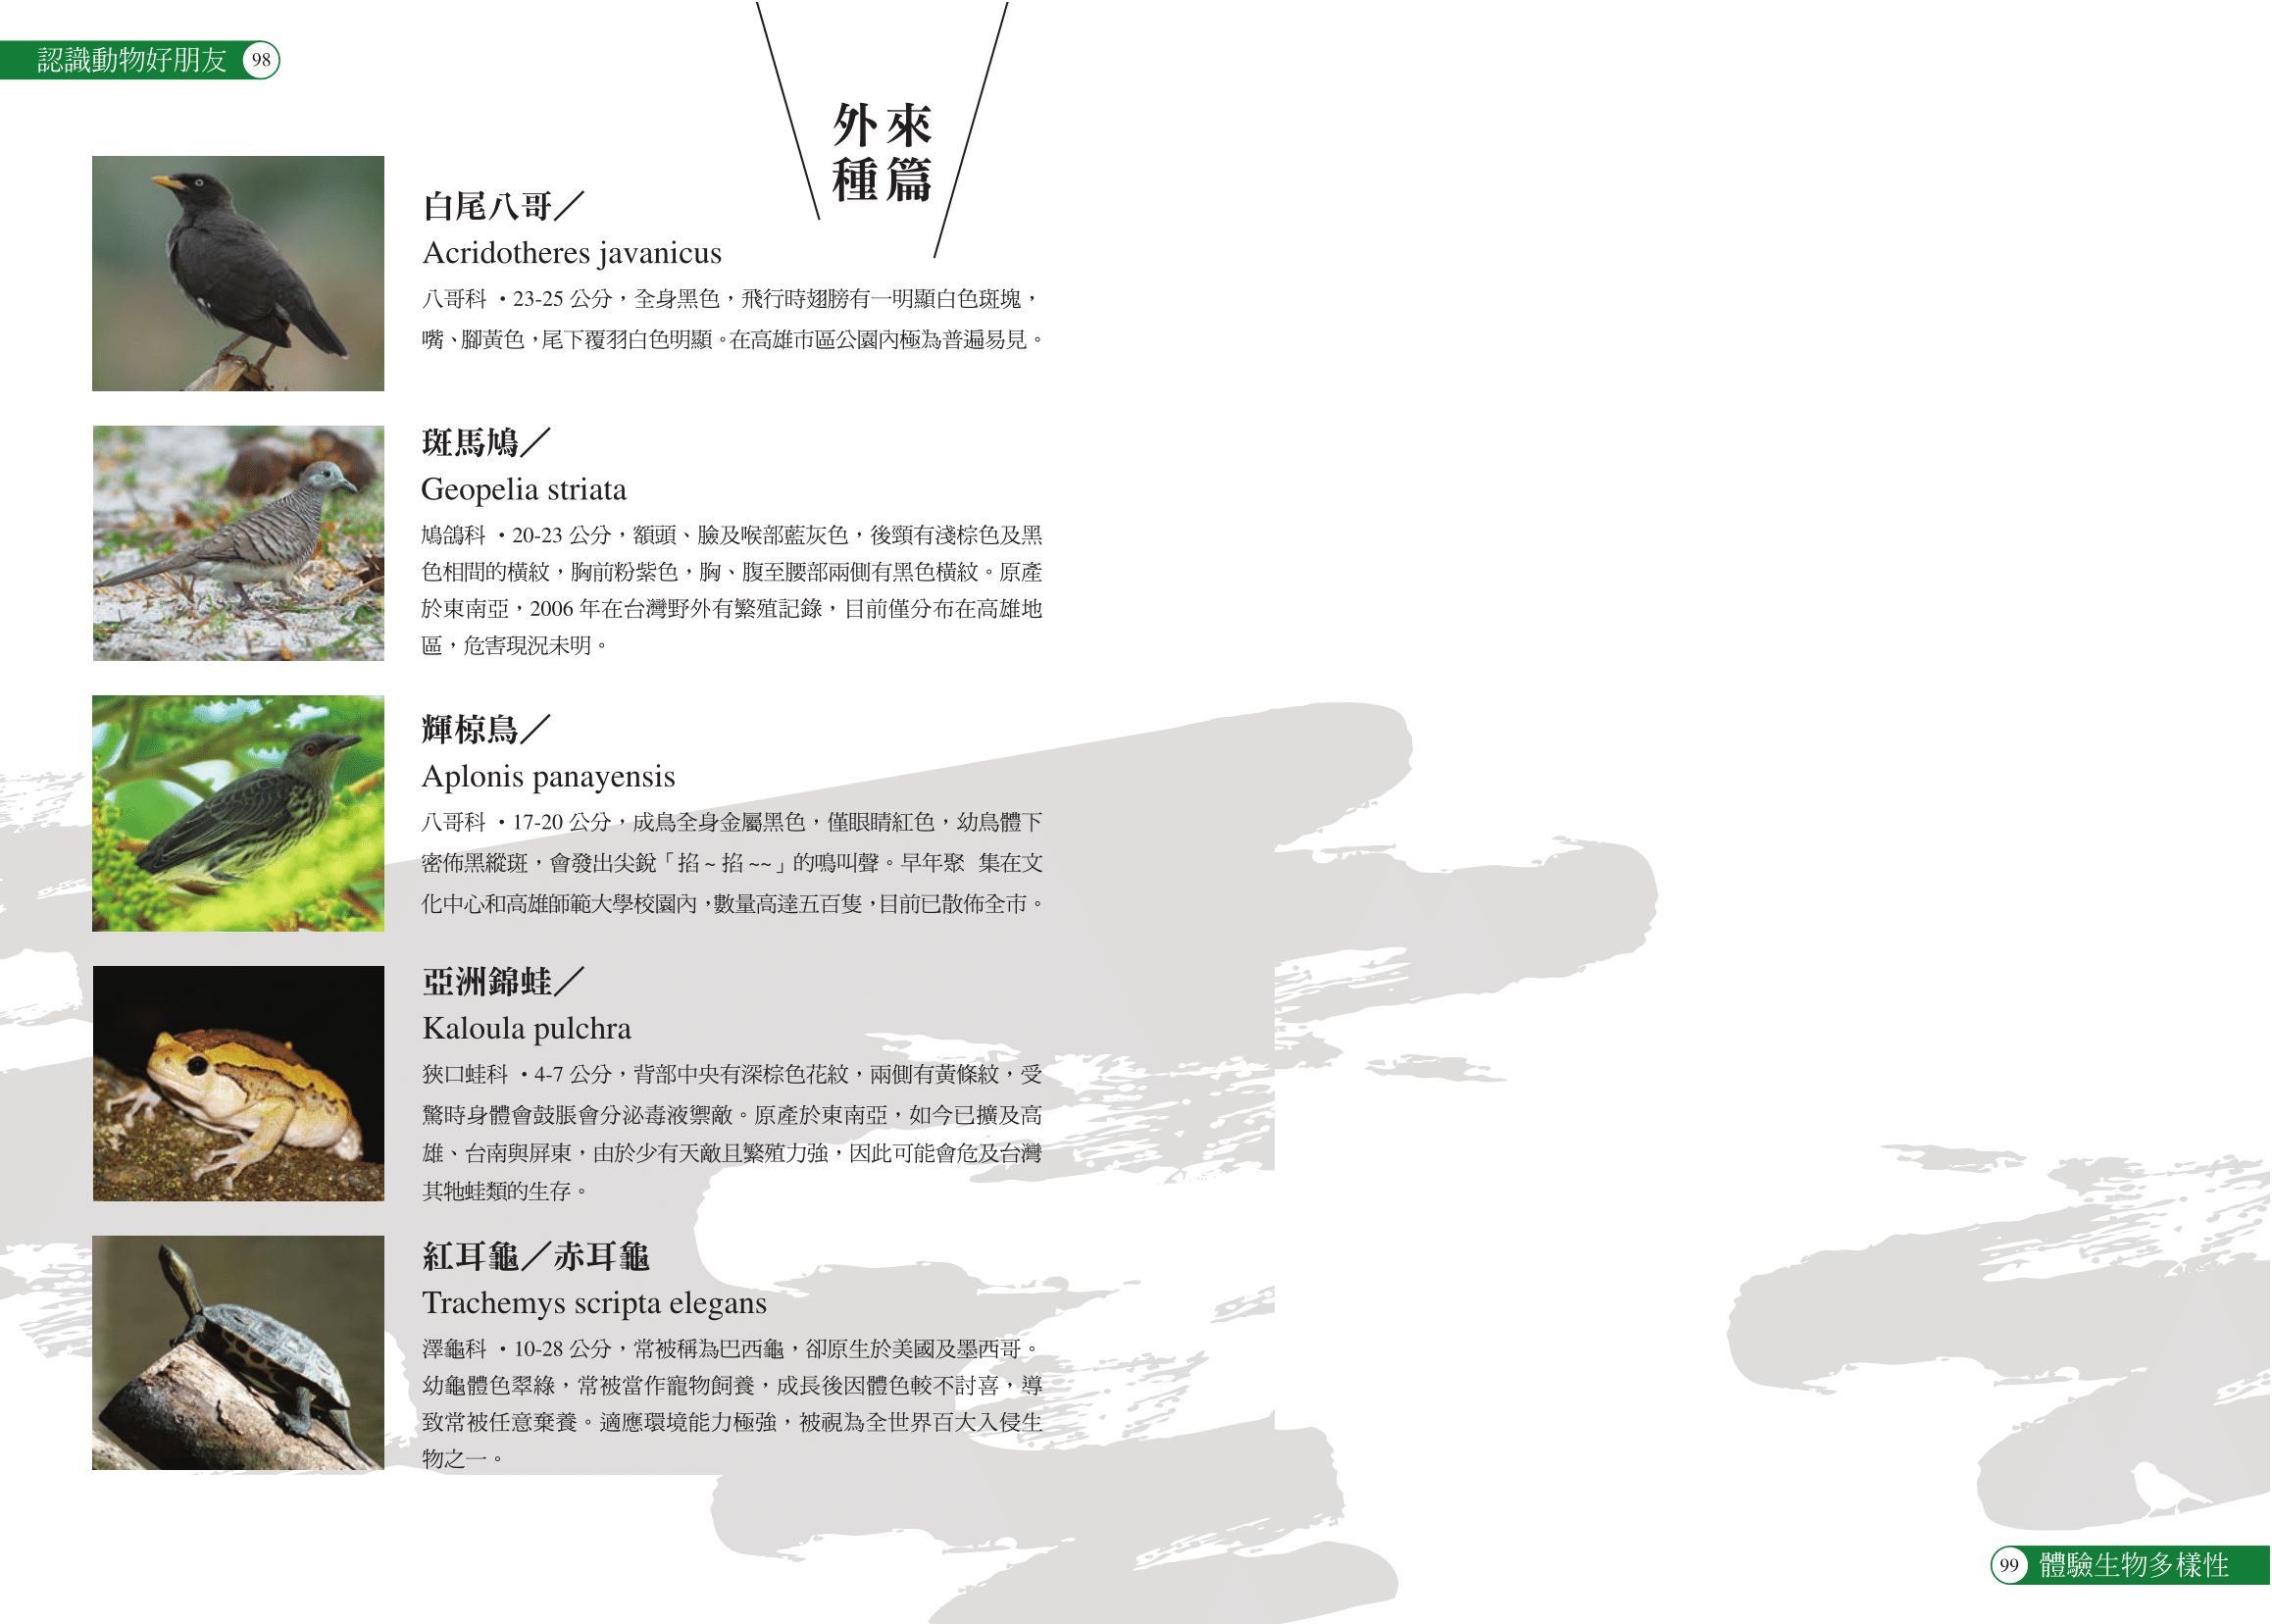 認識動物好朋友 98
外來
種篇
白尾八哥／
Acridotheres javanicus
八哥科 ・23-25 公分，全身黑色，飛行時翅膀有一明顯白色斑塊，
嘴、腳黃色，尾下覆羽白色明顯。在高雄市區公園內極為普遍易見。
斑馬鳩／
Geopelia striata
鳩鴿科 ・20-23 公分，額頭、臉及喉部藍灰色，後頸有淺棕色及黑
色相間的橫紋，胸前粉紫色，胸、腹至腰部兩側有黑色橫紋。原產
於東南亞，2006 年在台灣野外有繁殖記錄，目前僅分布在高雄地
區，危害現況未明。
輝椋鳥／
Aplonis panayensis
八哥科 ・17-20 公分，成鳥全身金屬黑色，僅眼睛紅色，幼鳥體下
密佈黑縱斑，會發出尖銳「掐 ~ 掐 ~~」的鳴叫聲。早年聚 集在文
化中心和高雄師範大學校園內，數量高達五百隻，目前已散佈全市。
亞洲錦蛙／
Kaloula pulchra
狹口蛙科 ・4-7 公分，背部中央有深棕色花紋，兩側有黃條紋，受
驚時身體會鼓脹會分泌毒液禦敵。原產於東南亞，如今已擴及高
雄、台南與屏東，由於少有天敵且繁殖力強，因此可能會危及台灣
其牠蛙類的生存。
紅耳龜／赤耳龜
Trachemys scripta elegans
澤龜科 ・10-28 公分，常被稱為巴西龜，卻原生於美國及墨西哥。
幼龜體色翠綠，常被當作寵物飼養，成長後因體色較不討喜，導
致常被任意棄養。適應環境能力極強，被視為全世界百大入侵生
物之一。
99 體驗生物多樣性